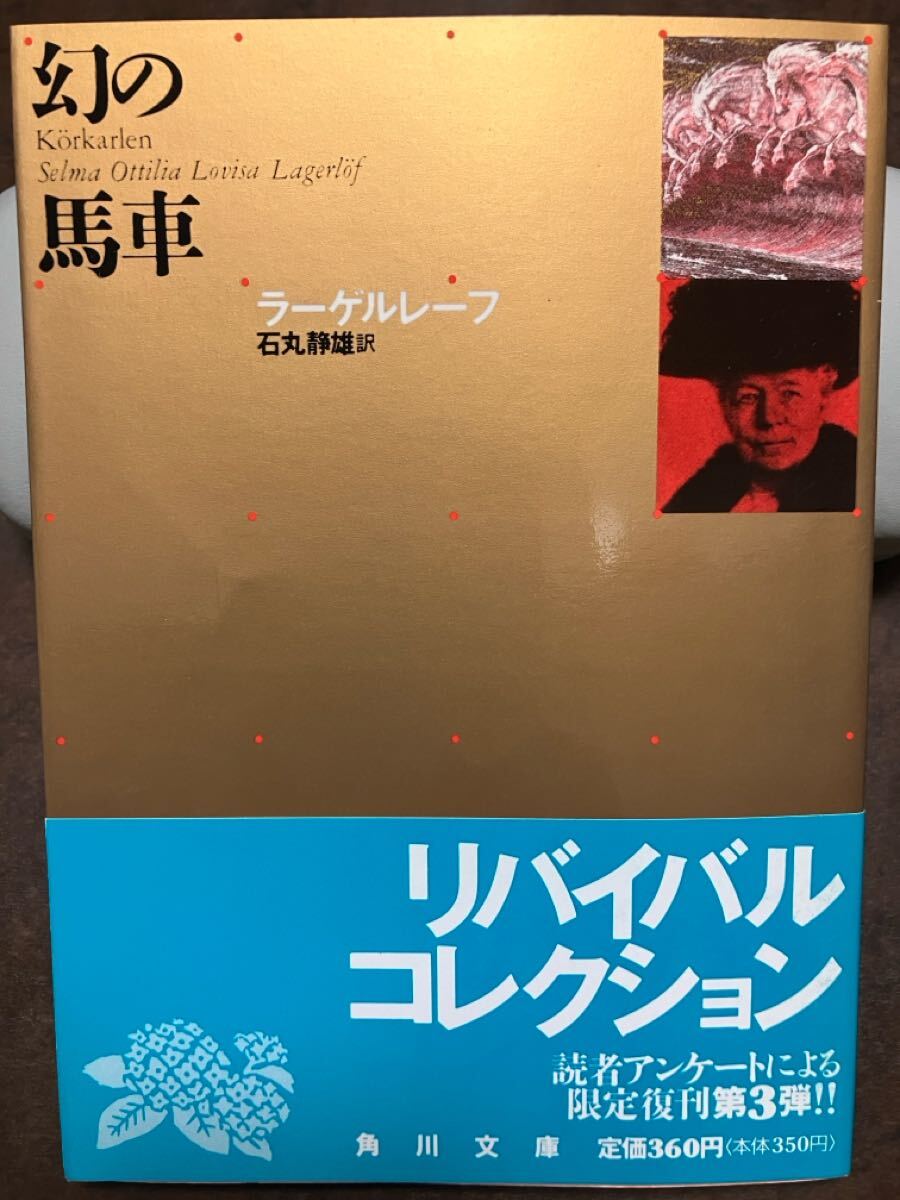 幻の
Körkarlen
Selma Ottilia Lovisa Lagerlöf
馬車
ラーゲルレーフ
石丸静雄訳
リバイバル
コレクション
読者アンケートによる
限定復刊第3弾!!
角川文庫 定価360円〈本体350円〉